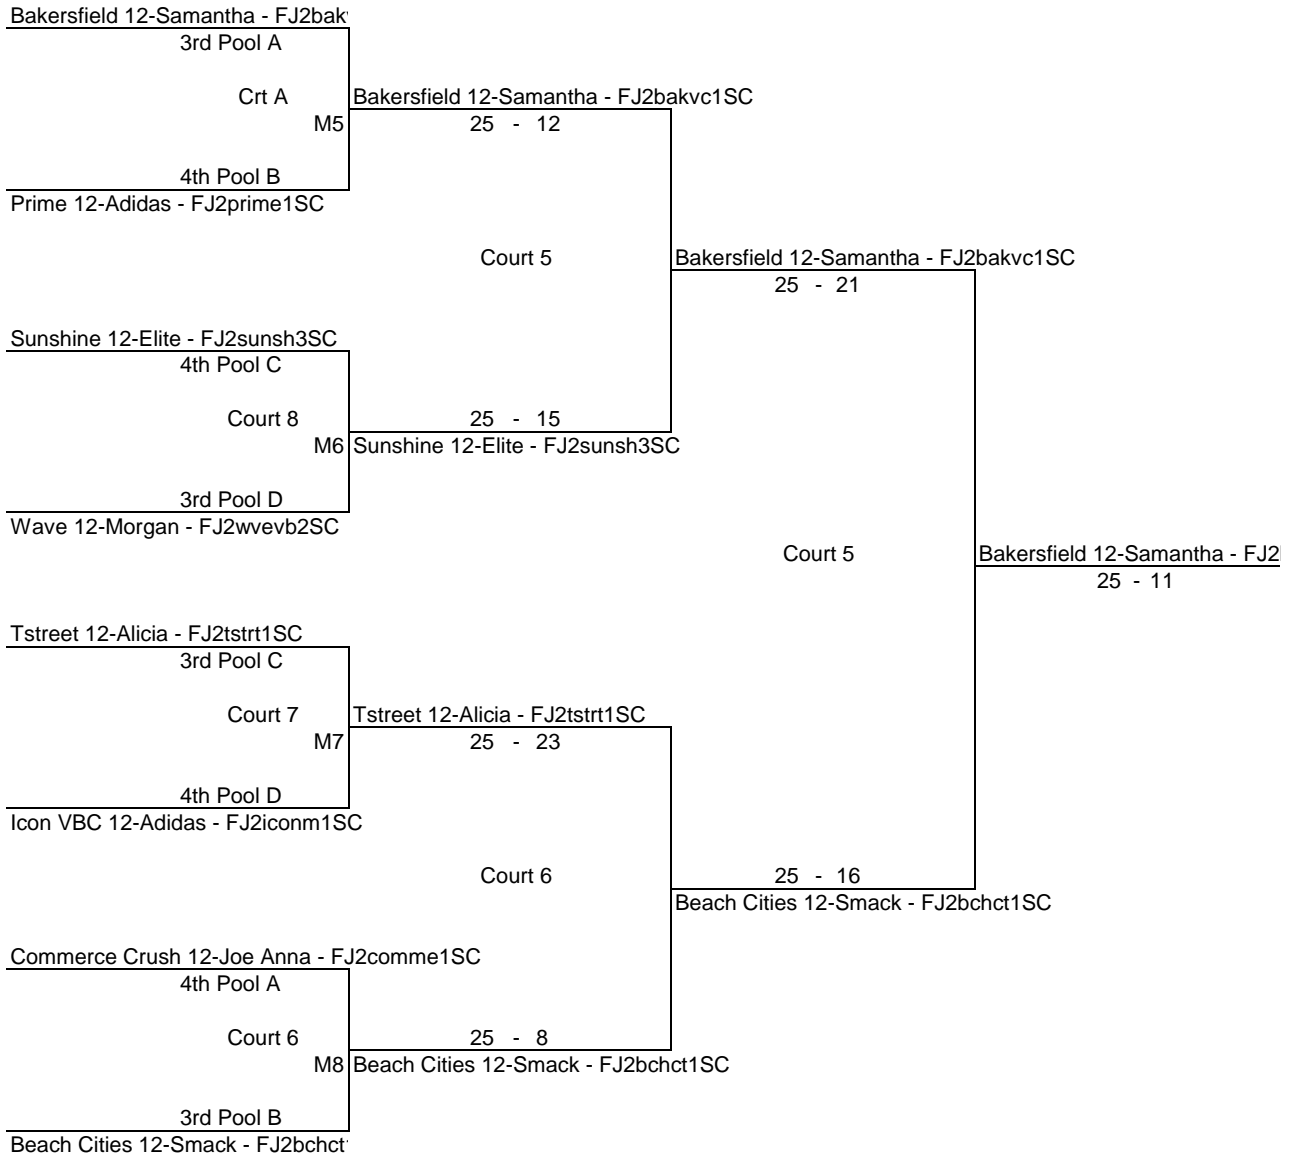 Bakersfield 12-Samantha - FJ2bak
3rd Pool A
Crt A
Bakersfield 12-Samantha - FJ2bakvc1SC
M5
25 - 12
4th Pool B
Prime 12-Adidas - FJ2prime1SC
Court 5
Bakersfield 12-Samantha - FJ2bakvc1SC
25 - 21
Sunshine 12-Elite - FJ2sunsh3SC
4th Pool C
Court 8
25 - 15
M6
Sunshine 12-Elite - FJ2sunsh3SC
3rd Pool D
Wave 12-Morgan - FJ2wvevb2SC
Court 5
Bakersfield 12-Samantha - FJ2
25 - 11
Tstreet 12-Alicia - FJ2tstrt1SC
3rd Pool C
Court 7
Tstreet 12-Alicia - FJ2tstrt1SC
M7
25 - 23
4th Pool D
Icon VBC 12-Adidas - FJ2iconm1SC
Court 6
25 - 16
Beach Cities 12-Smack - FJ2bchct1SC
Commerce Crush 12-Joe Anna - FJ2comme1SC
4th Pool A
Court 6
25 - 8
M8
Beach Cities 12-Smack - FJ2bchct1SC
3rd Pool B
Beach Cities 12-Smack - FJ2bchct